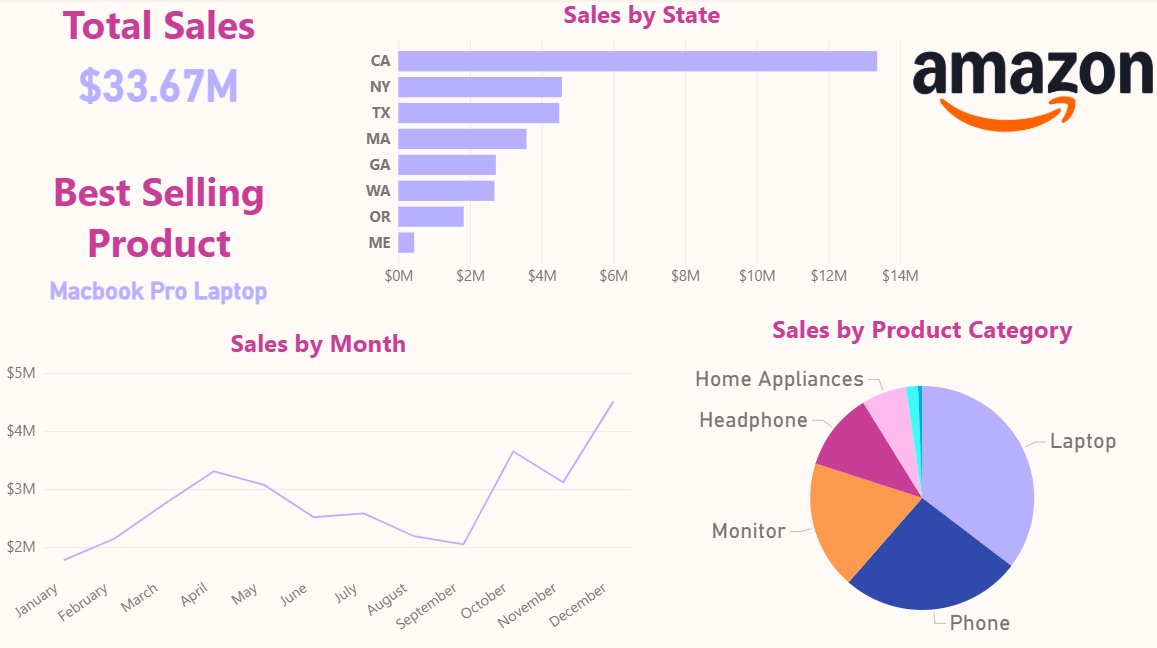 Total Sales
$33.67M
Best Selling
Product
Macbook Pro Laptop
Sales by State
CA
NY
TX
MA
GA
WA
OR
ME
$0M $2M $4M $6M $8M $10M $12M $14M
amazon
Sales by Month
$5M
$4M
$3M
$2M
January February March April May June July August September October November December
Sales by Product Category
Home Appliances
Headphone
Laptop
Monitor
Phone